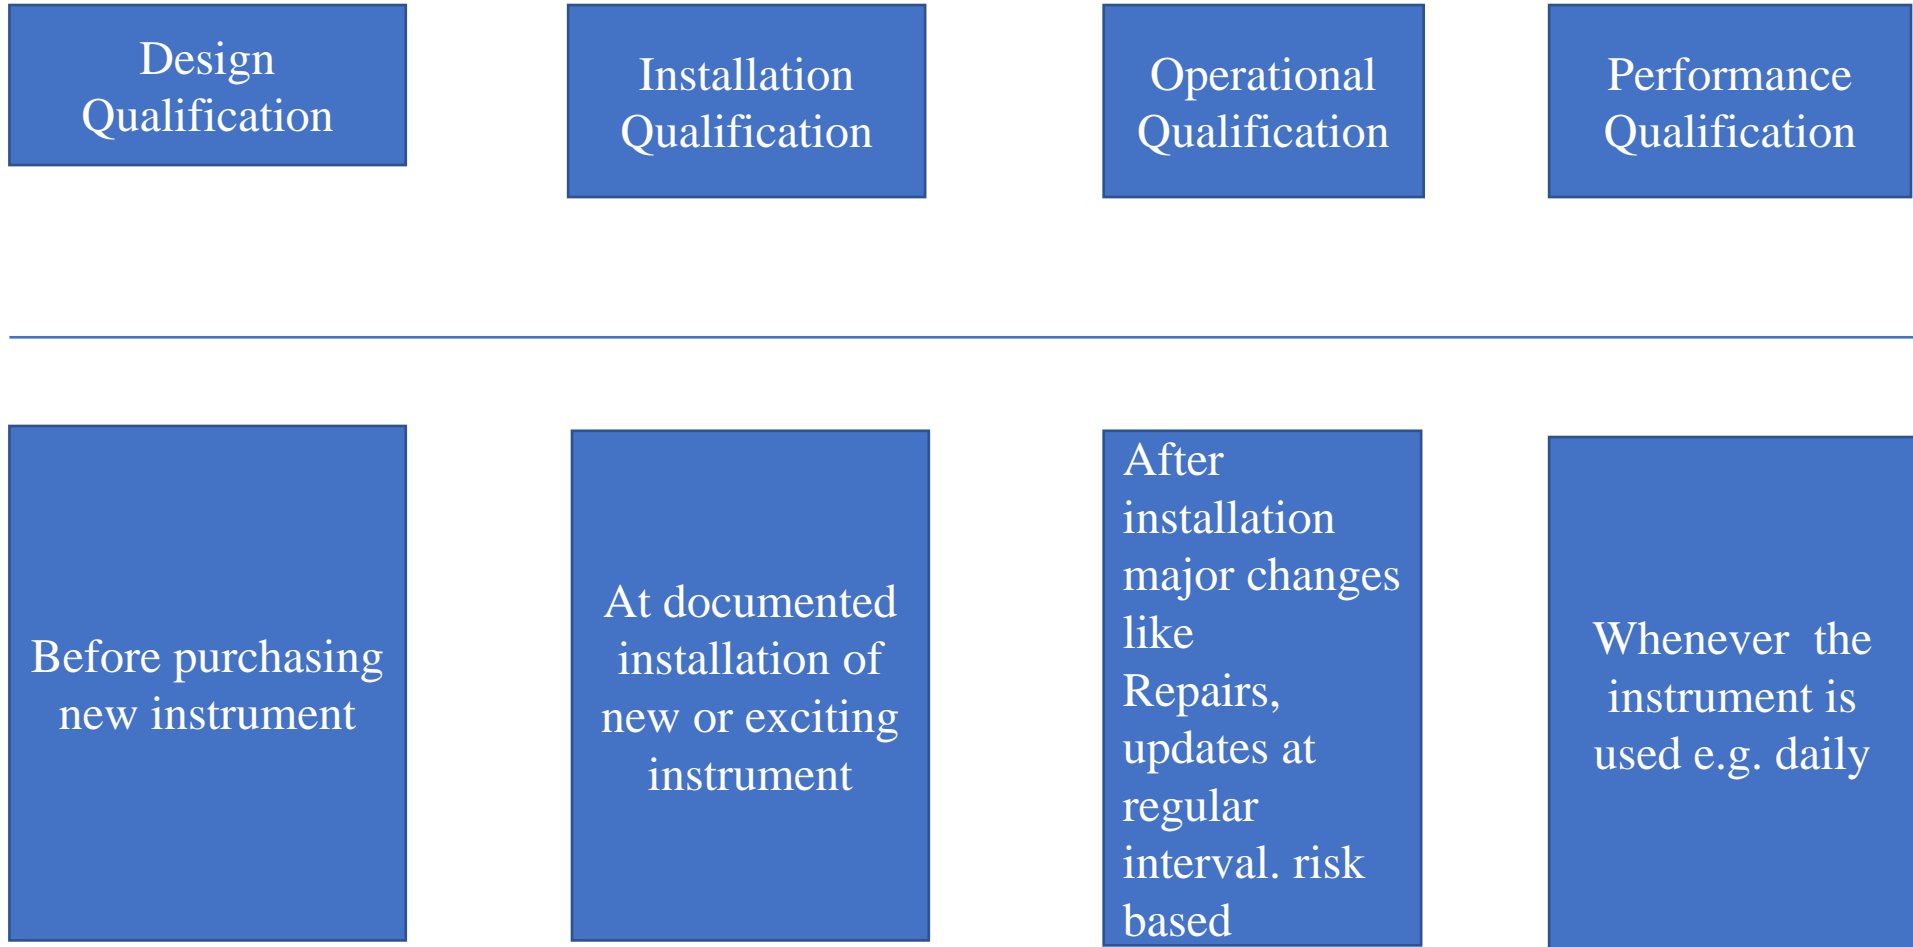 Design
Qualification
Installation
Qualification
Operational
Qualification
Performance
Qualification
Before purchasing
new instrument
At documented
installation of
new or exciting
instrument
After
installation
major changes
like
Repairs,
updates at
regular
interval. risk
based
Whenever  the
instrument is
used e.g. daily